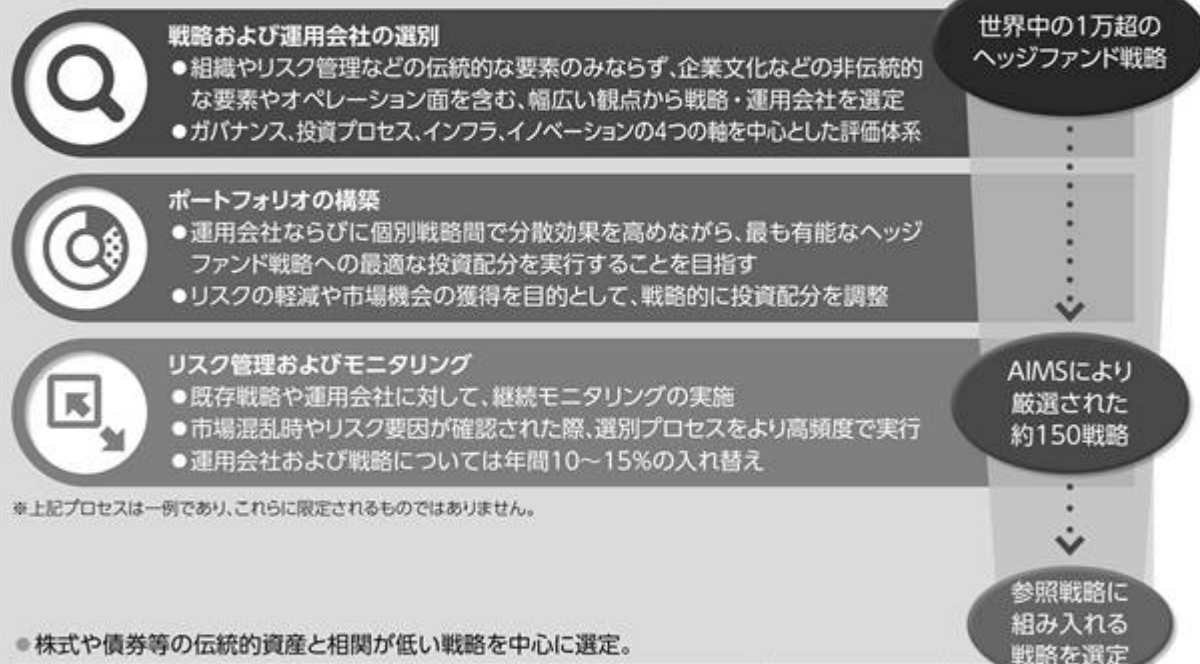 戦略および運用会社の選別
●組織やリスク管理などの伝統的な要素のみならず、企業文化などの非伝統的
な要素やオペレーション面を含む、幅広い観点から戦略・運用会社を選定
●ガバナンス、投資プロセス、インフラ、イノベーションの4つの軸を中心とした評価体系
世界中の1万超の
ヘッジファンド戦略
ポートフォリオの構築
●運用会社ならびに個別戦略間で分散効果を高めながら、最も有能なヘッジ
ファンド戦略への最適な投資配分を実行することを目指す
●リスクの軽減や市場機会の獲得を目的として、戦略的に投資配分を調整
リスク管理およびモニタリング
●既存戦略や運用会社に対して、継続モニタリングの実施
●市場混乱時やリスク要因が確認された際、選別プロセスをより高頻度で実行
●運用会社および戦略については年間10～15%の入れ替え
AIMSにより
厳選された
約150戦略
※上記プロセスは一例であり、これらに限定されるものではありません。
参照戦略に
組み入れる
戦略を選定
●株式や債券等の伝統的資産と相関が低い戦略を中心に選定。